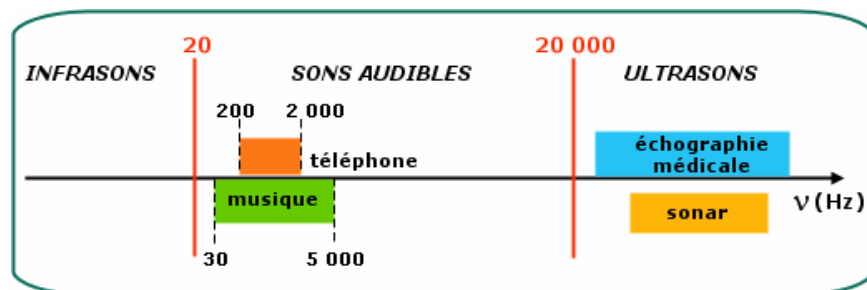 20
20 000
INFRASONS
SONS AUDIBLES
ULTRASONS
200
2 000
téléphone
échographie
médicale
musique
sonar
ν (Hz)
30
5 000